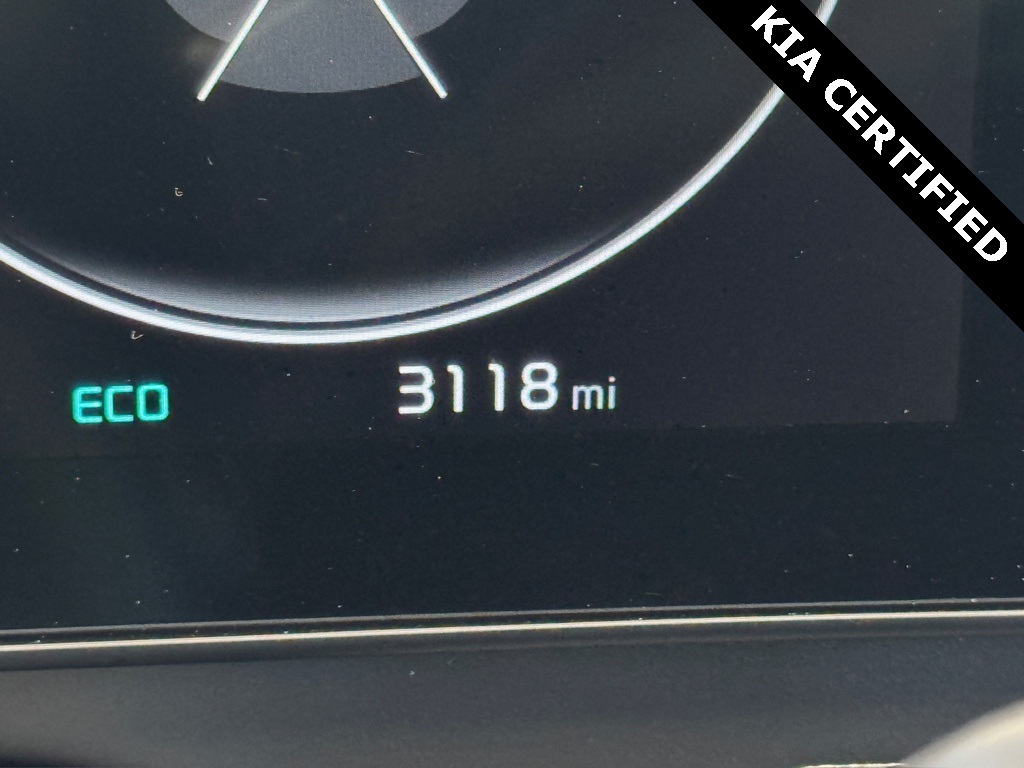 KIA CERTIFIED
ECO 3118 mi